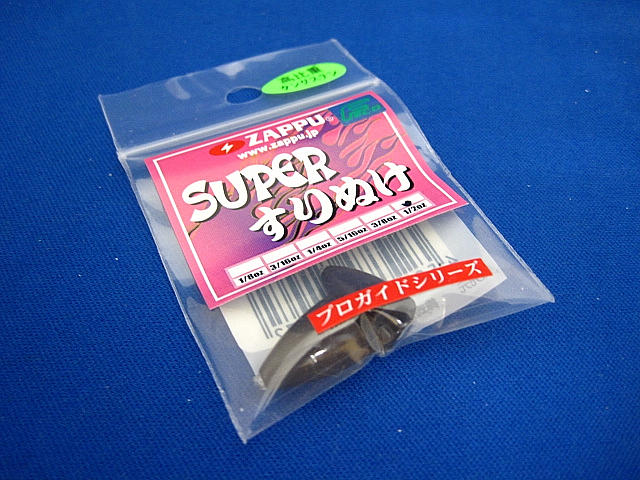 高比重
タングステン
ZAPPU®
www.zappu.jp
SUPER
すりぬけ
1/8oz 3/16oz 1/4oz 5/16oz 3/8oz 1/2oz
プロガイドシリーズ